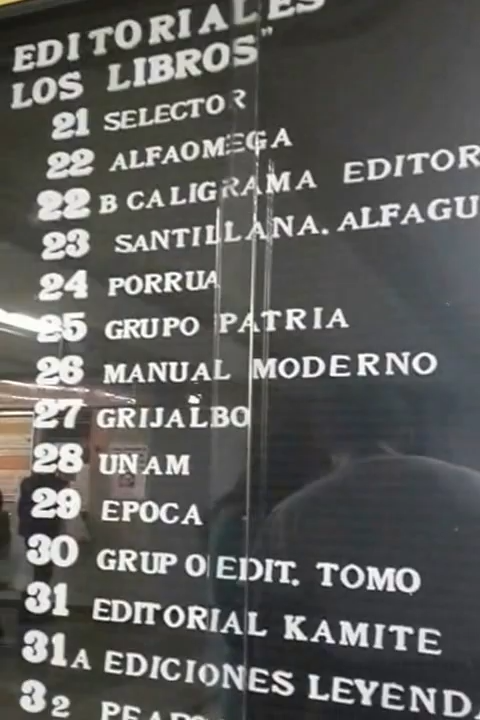 EDITORIALES
LOS LIBROS"
21 SELECTOR
22 ALFAOMEGA
22 B CALIGRAMA EDITOR
23 SANTILLANA. ALFAGU
24 PORRUA
25 GRUPO PATRIA
26 MANUAL MODERNO
27 GRIJALBO
28 UNAM
29 EPOCA
30 GRUPO EDIT. TOMO
31 EDITORIAL KAMITE
31A EDICIONES LEYEND
32